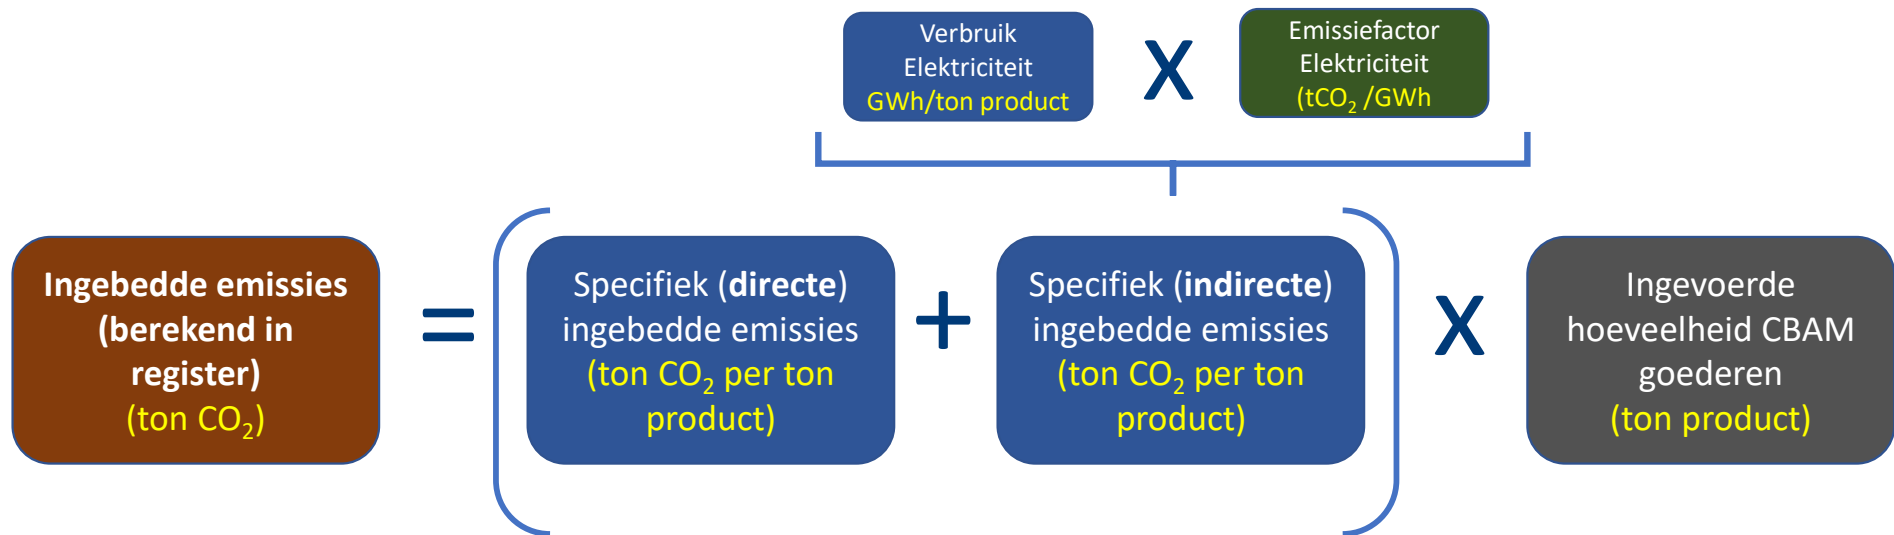 Verbruik
Elektriciteit
GWh/ton product
X
Emissiefactor
Elektriciteit
(tCO₂ /GWh
Ingebedde emissies
(berekend in
register)
(ton CO₂)
=
Specifiek (directe)
ingebedde emissies
(ton CO₂ per ton
product)
+
Specifiek (indirecte)
ingebedde emissies
(ton CO₂ per ton
product)
X
Ingevoerde
hoeveelheid CBAM
goederen
(ton product)